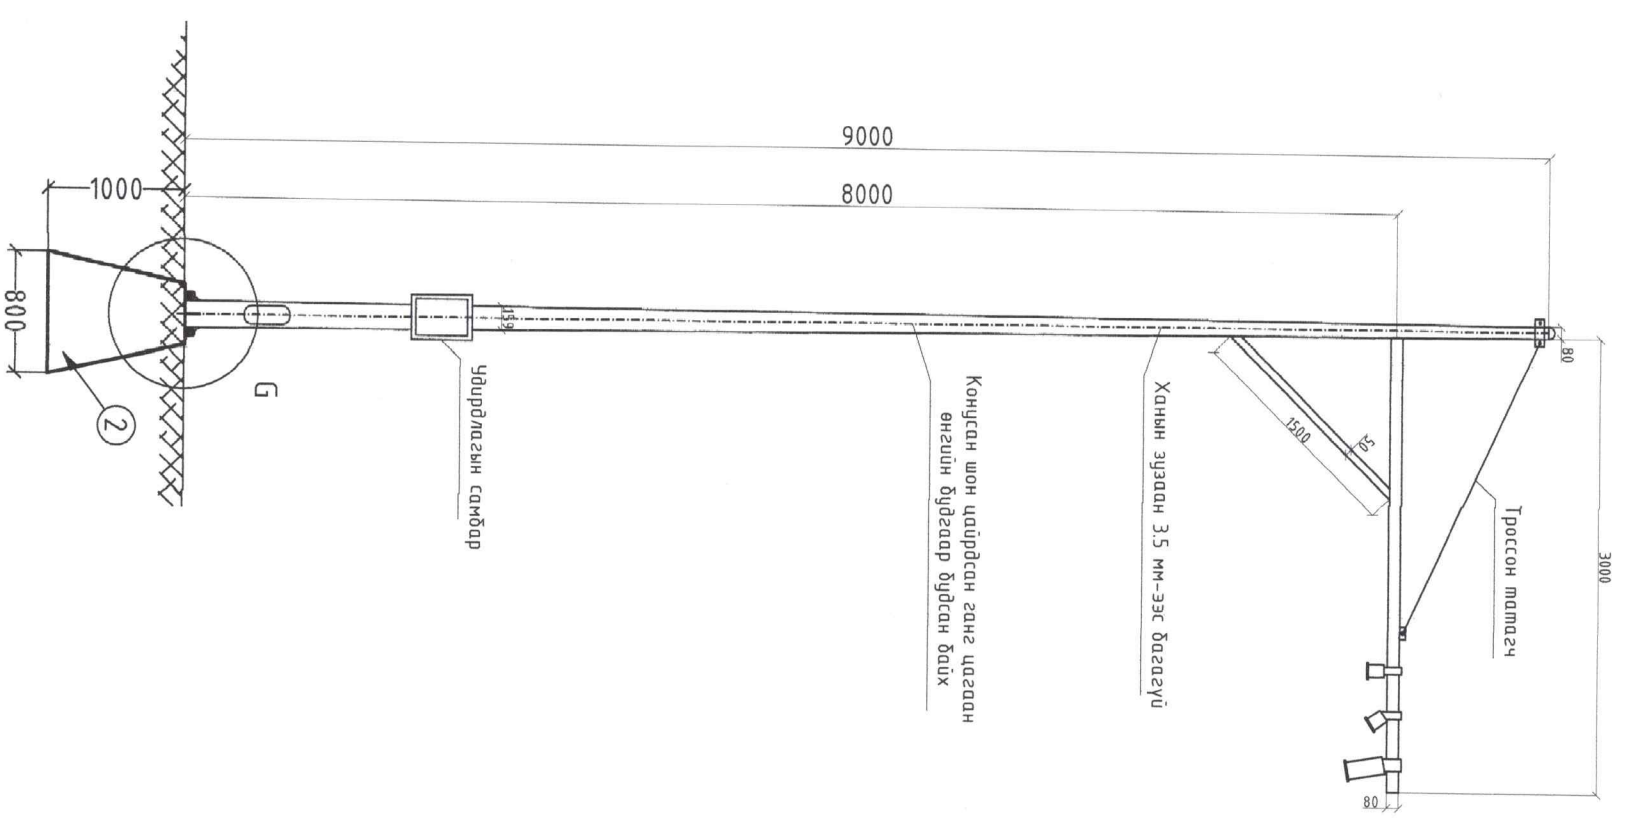 9000
8000
1000
800
2
G
159
80
3000
1500
50
80
Удирдлагын самбар
Конусан шон цайрдсан ганг цагаан
өнгийн будгаар будсан байх
Ханын зузаан 3.5 мм-ээс багагүй
Троссон татагч